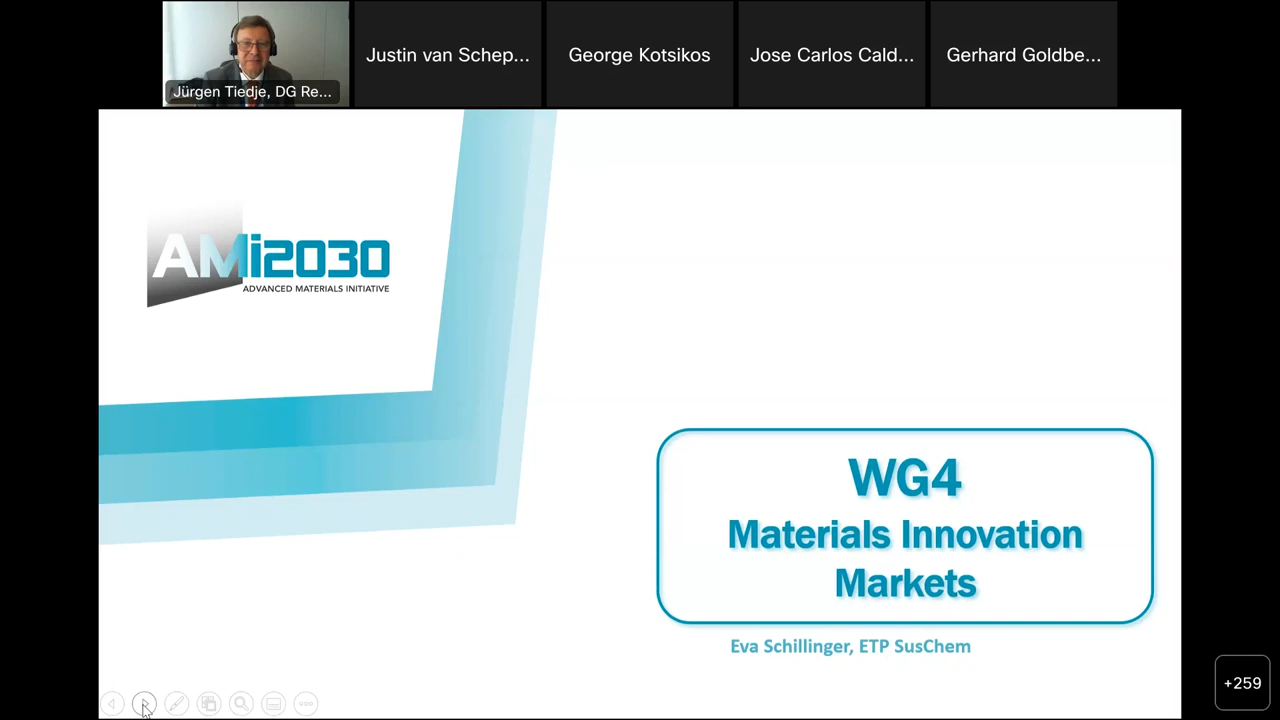 Justin van Schep...
George Kotsikos
Jose Carlos Cald...
Gerhard Goldbe...
Jürgen Tiedje, DG Re...
AMi2030
ADVANCED MATERIALS INITIATIVE
WG4
Materials Innovation
Markets
Eva Schillinger, ETP SusChem
+259